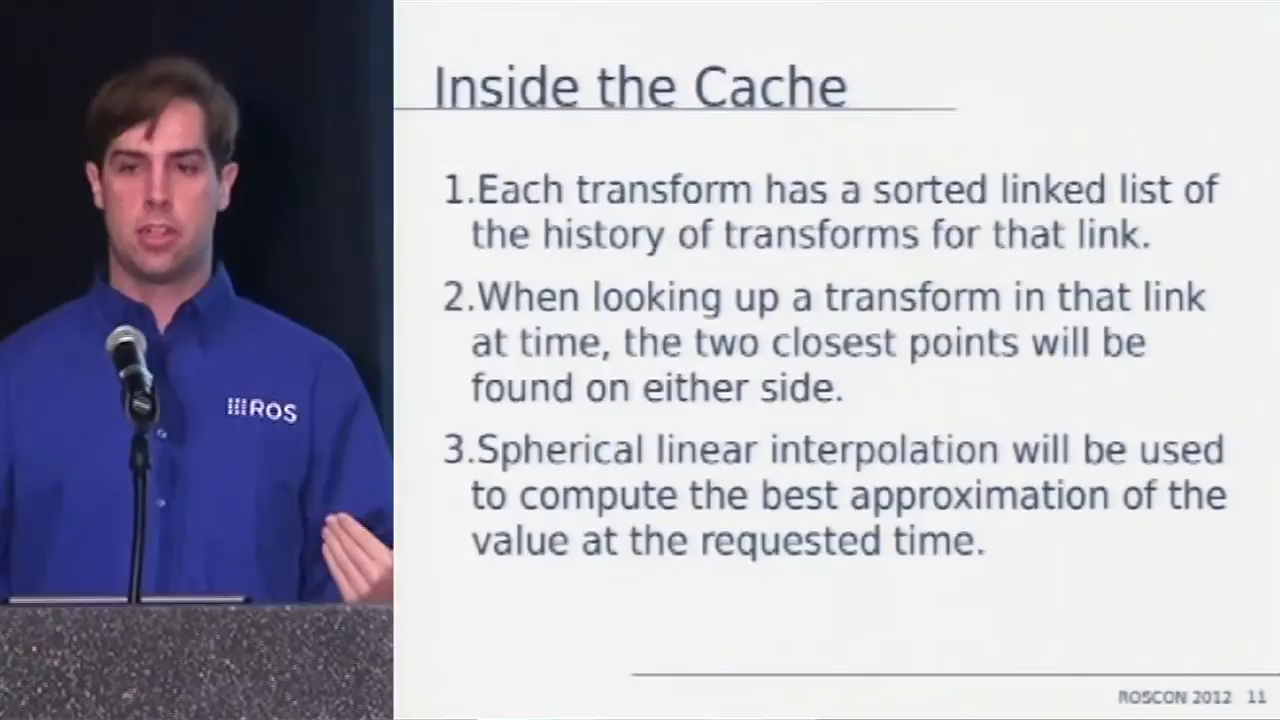 Inside the Cache
1.Each transform has a sorted linked list of
the history of transforms for that link.
2.When looking up a transform in that link
at time, the two closest points will be
found on either side.
3.Spherical linear interpolation will be used
to compute the best approximation of the
value at the requested time.
ROS
ROSCON 2012 11